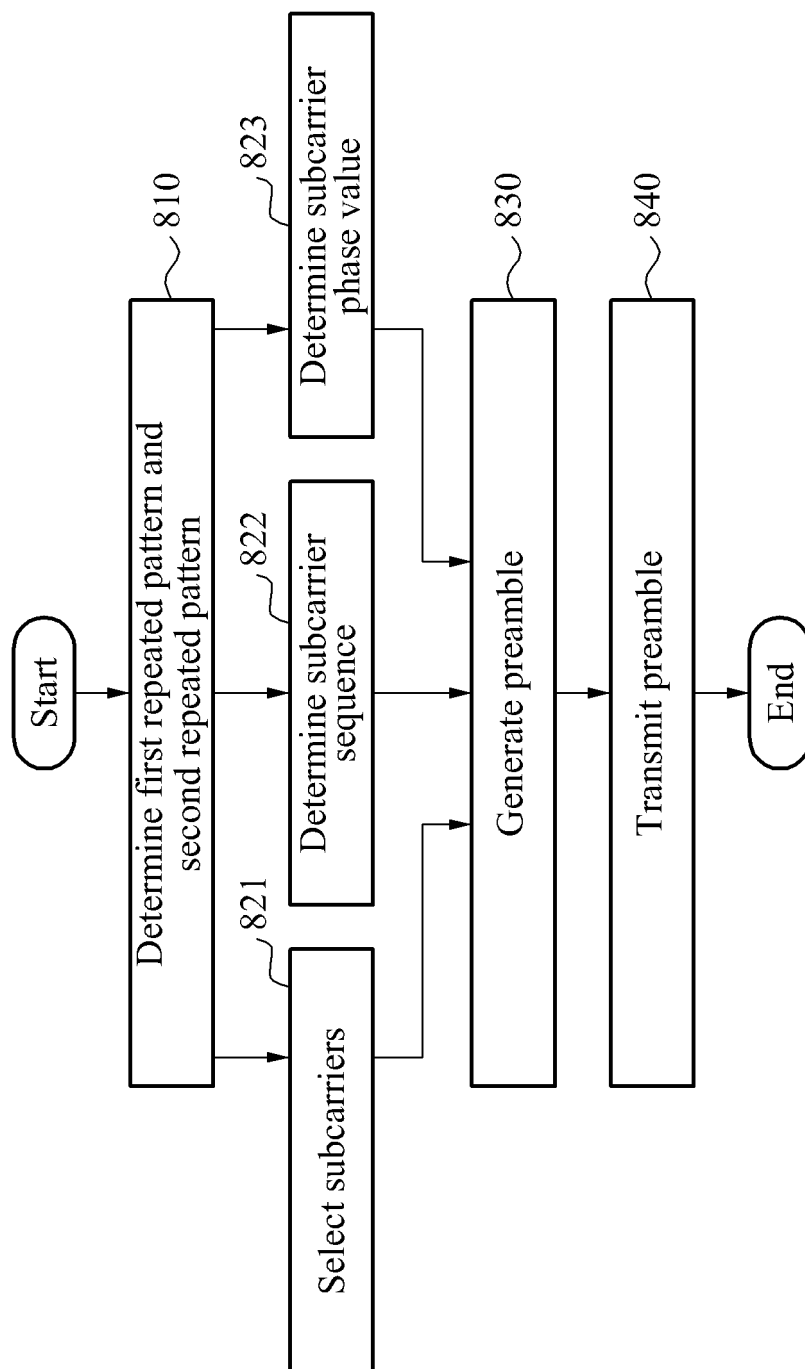 Start
Determine first repeated pattern and
second repeated pattern
810
821
Select subcarriers
822
Determine subcarrier
sequence
823
Determine subcarrier
phase value
Generate preamble
830
Transmit preamble
840
End